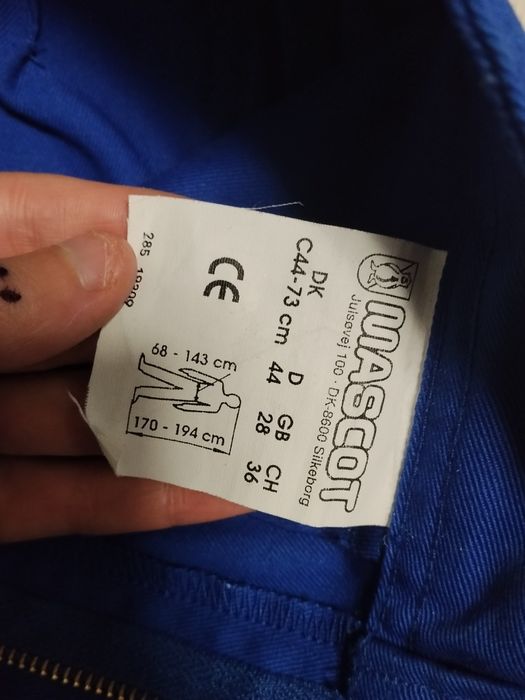 MASCOT
Julsøvej 100 · DK-8600 Silkeborg
DK D GB CH
C44-73 cm 44 28 36
CE
68 - 143 cm
170 - 194 cm
285